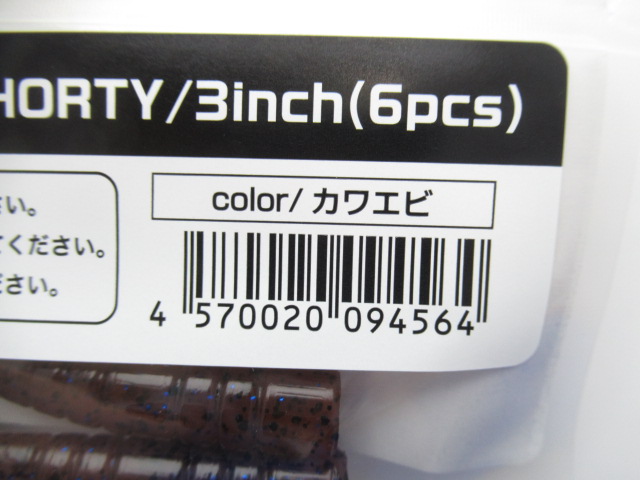 HORTY/3inch(6pcs)
color/カワエビ
さい。
てください。
ださい。
4 570020 094564